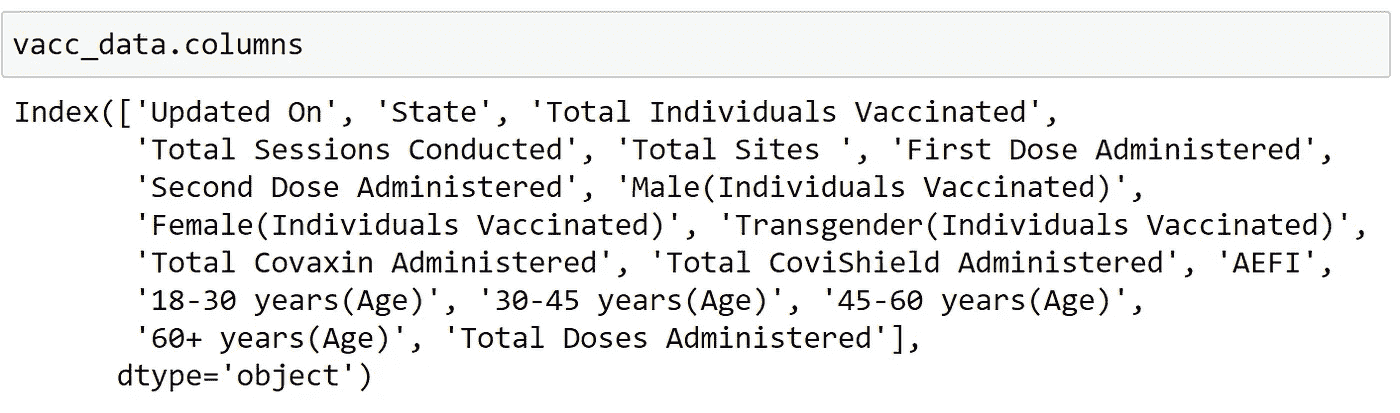 vacc_data.columns
Index(['Updated On', 'State', 'Total Individuals Vaccinated',
'Total Sessions Conducted', 'Total Sites ', 'First Dose Administered',
'Second Dose Administered', 'Male(Individuals Vaccinated)',
'Female(Individuals Vaccinated)', 'Transgender(Individuals Vaccinated)',
'Total Covaxin Administered', 'Total CoviShield Administered', 'AEFI',
'18-30 years(Age)', '30-45 years(Age)', '45-60 years(Age)',
'60+ years(Age)', 'Total Doses Administered'],
dtype='object')